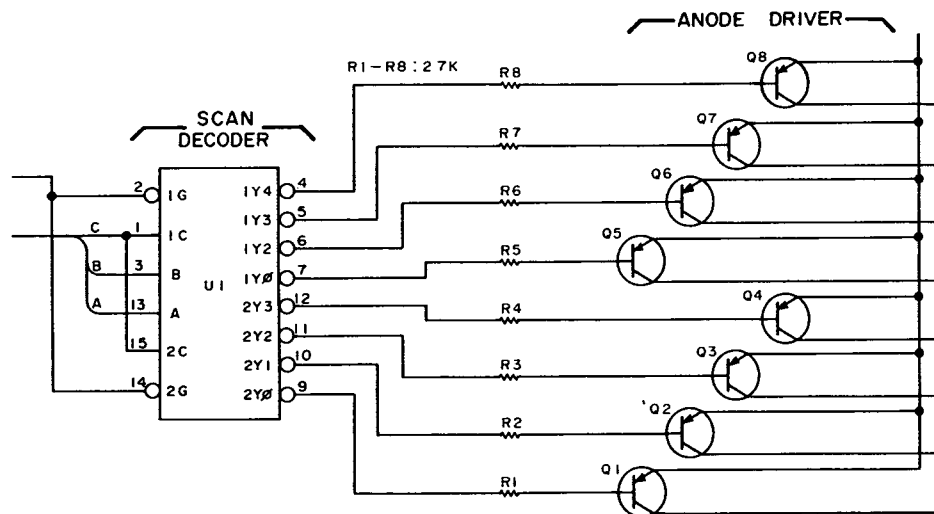 ANODE DRIVER
R1-R8:27K
R8
Q8
SCAN
DECODER
R7
Q7
2
1G
1Y4
4
R6
Q6
1Y3
5
C
1
1C
1Y2
6
R5
Q5
B
3
B
U1
1YØ
7
A
13
A
2Y3
12
R4
Q4
15
2C
2Y2
11
R3
Q3
2Y1
10
14
2G
2YØ
9
R2
Q2
R1
Q1